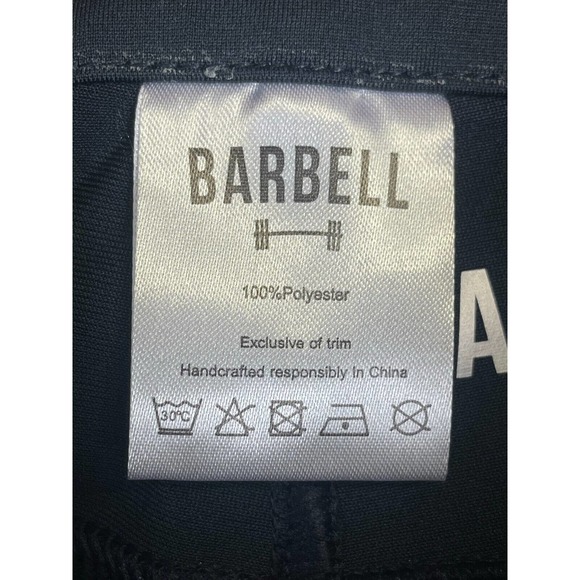 BARBELL
100%Polyester
Exclusive of trim
Handcrafted responsibly In China
30°C
A